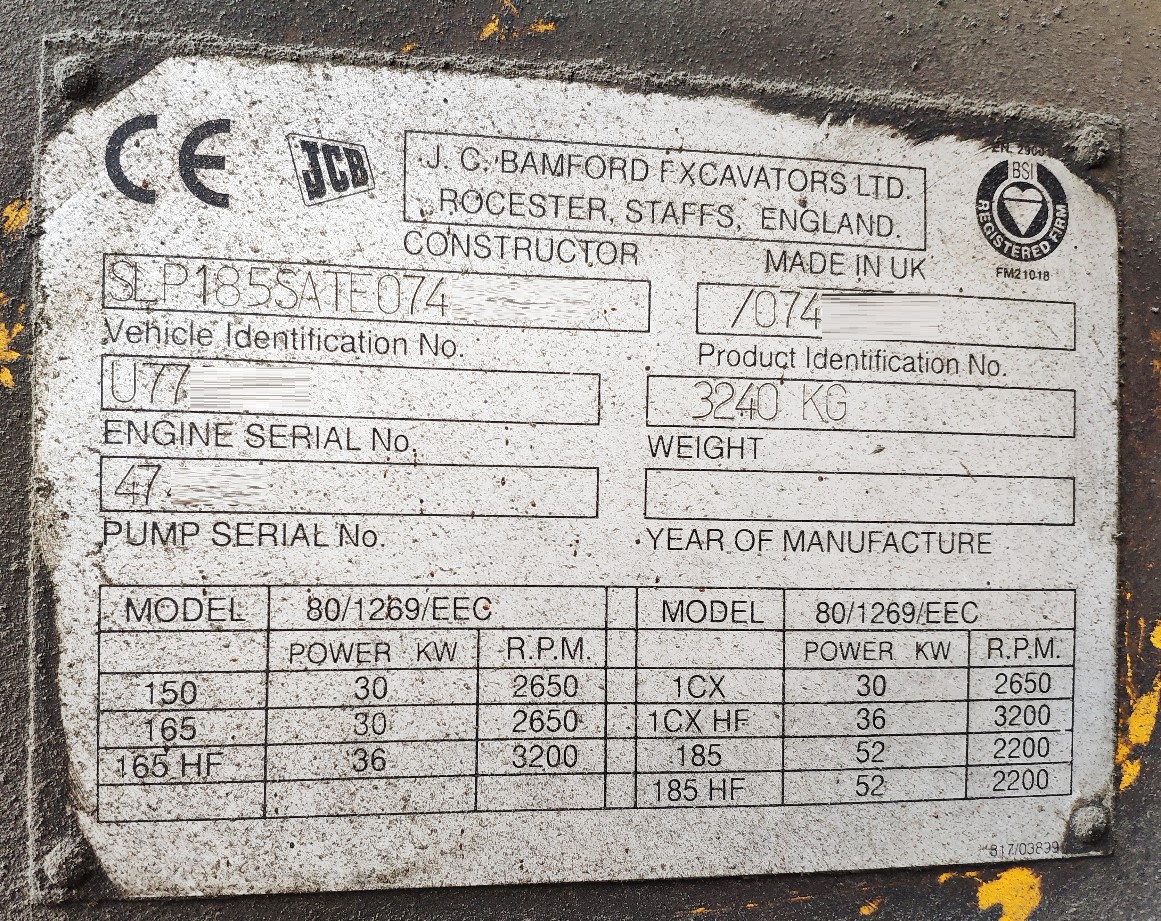 CE
JCB
J. C. BAMFORD EXCAVATORS LTD.
ROCESTER, STAFFS, ENGLAND.
BSI
REGISTERED FIRM
FM21018
CONSTRUCTOR
MADE IN UK
SLP185SATE074
/074
Vehicle Identification No.
Product Identification No.
U77
3240 KG
ENGINE SERIAL No.
WEIGHT
47
PUMP SERIAL No.
YEAR OF MANUFACTURE
MODEL 80/1269/EEC MODEL 80/1269/EEC
POWER KW R.P.M. POWER KW R.P.M.
150 30 2650 1CX 30 2650
165 30 2650 1CX HF 36 3200
165 HF 36 3200 185 52 2200
185 HF 52 2200
817/03899